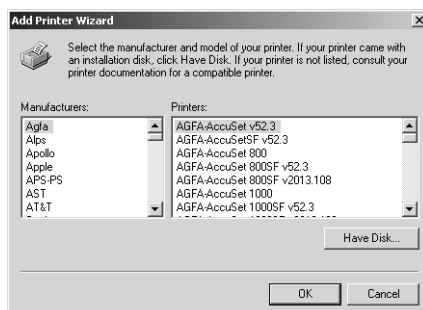 Add Printer Wizard
Select the manufacturer and model of your printer. If your printer came with
an installation disk, click Have Disk. If your printer is not listed, consult your
printer documentation for a compatible printer.
Manufacturers:
Agfa
Alps
Apollo
Apple
APS-PS
AST
AT&T
Printers:
AGFA-AccuSet v52.3
AGFA-AccuSetSF v52.3
AGFA-AccuSet 800
AGFA-AccuSet 800SF v52.3
AGFA-AccuSet 800SF v2013.108
AGFA-AccuSet 1000
AGFA-AccuSet 1000SF v52.3
Have Disk...
OK
Cancel